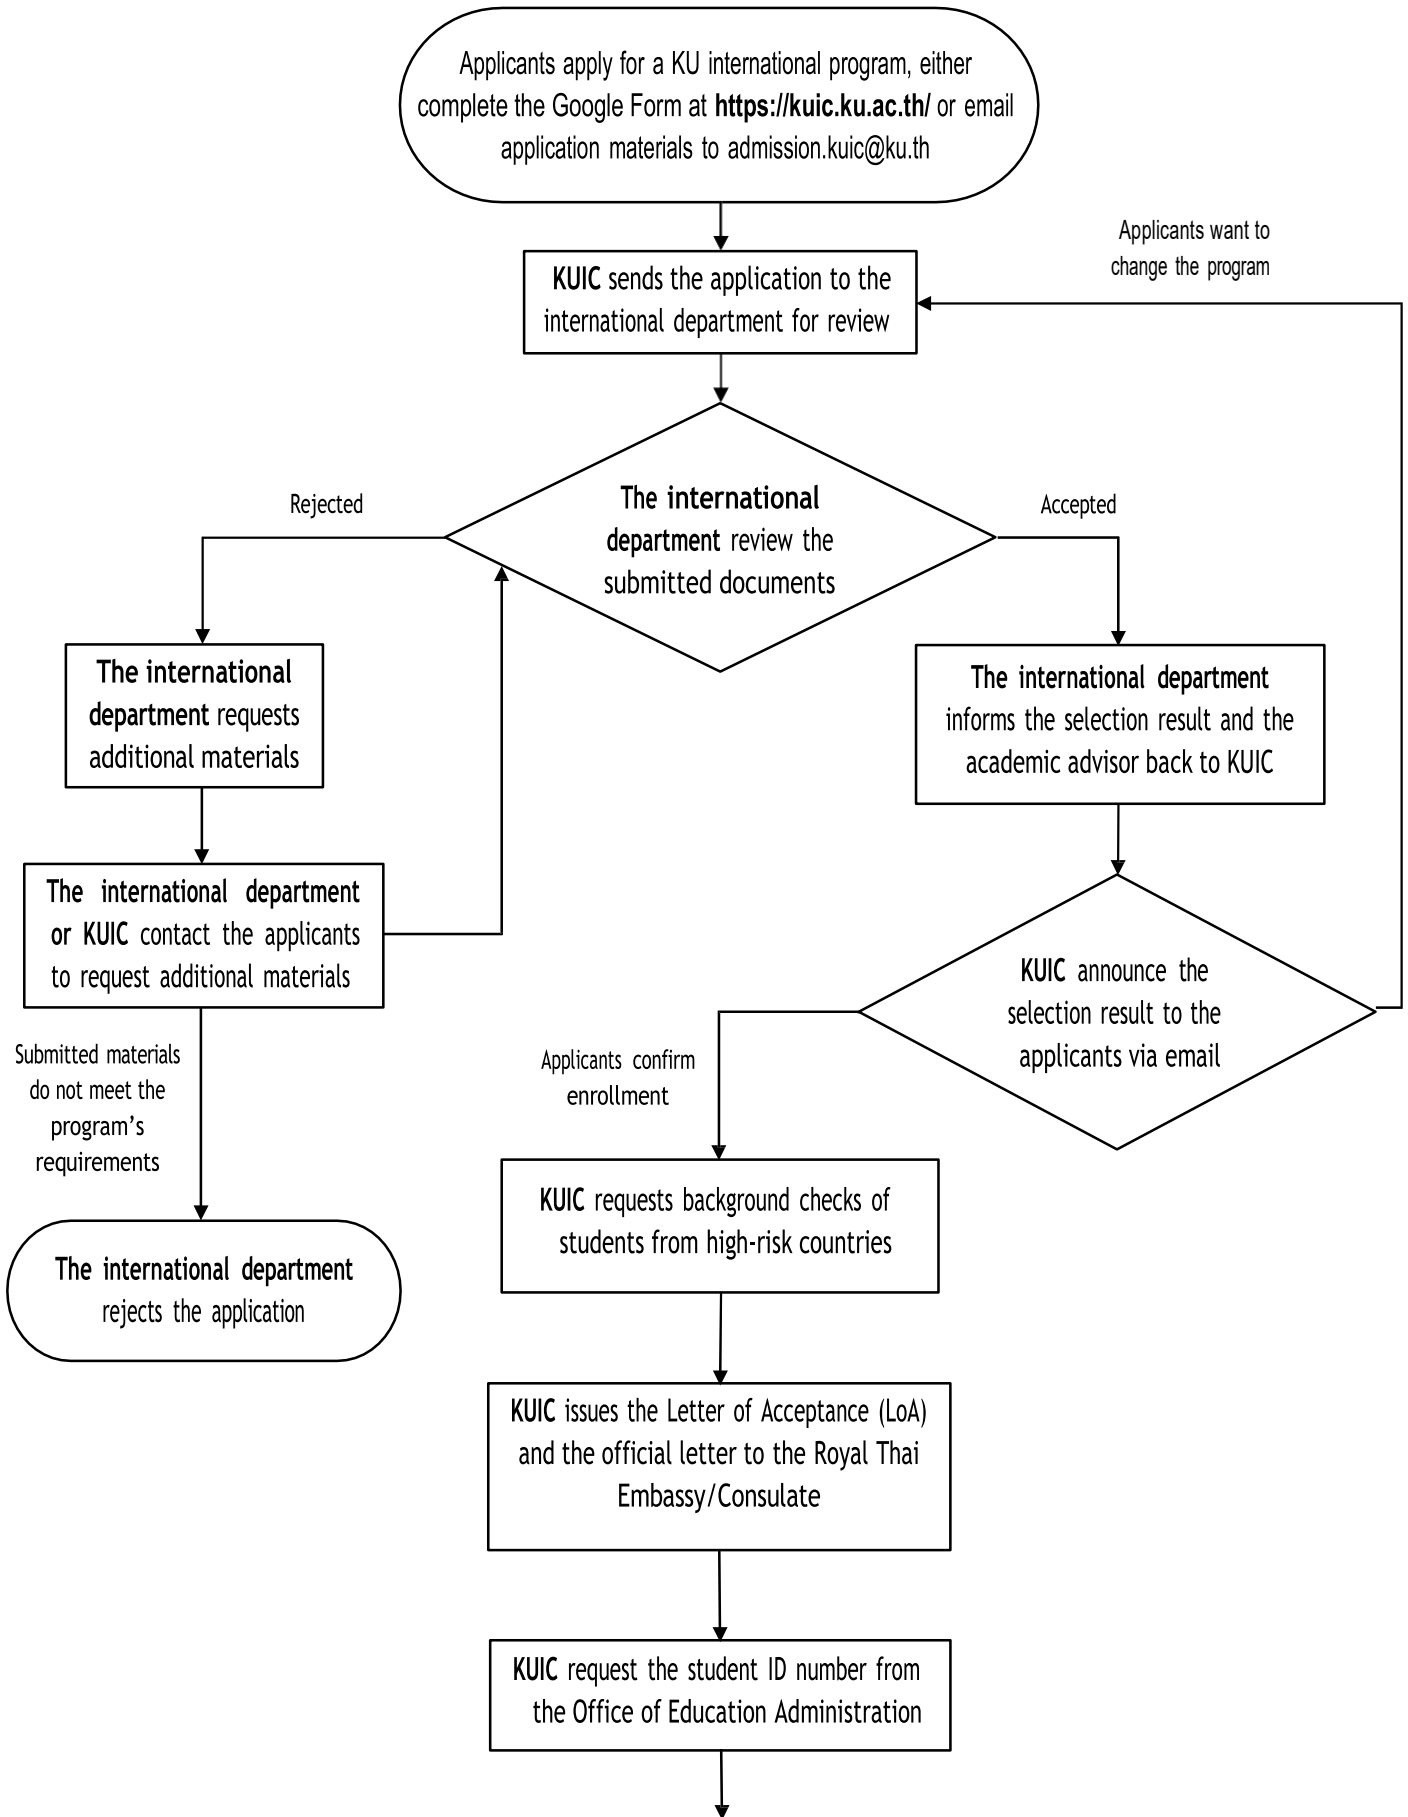 Applicants apply for a KU international program, either
complete the Google Form at https://kuic.ku.ac.th/ or email
application materials to admission.kuic@ku.th
Applicants want to
change the program
KUIC sends the application to the
international department for review
Rejected
The international
department review the
submitted documents
Accepted
The international
department requests
additional materials
The international department
informs the selection result and the
academic advisor back to KUIC
The international department
or KUIC contact the applicants
to request additional materials
KUIC announce the
selection result to the
applicants via email
Submitted materials
do not meet the
program's
requirements
Applicants confirm
enrollment
KUIC requests background checks of
students from high-risk countries
The international department
rejects the application
KUIC issues the Letter of Acceptance (LoA)
and the official letter to the Royal Thai
Embassy/Consulate
KUIC request the student ID number from
the Office of Education Administration